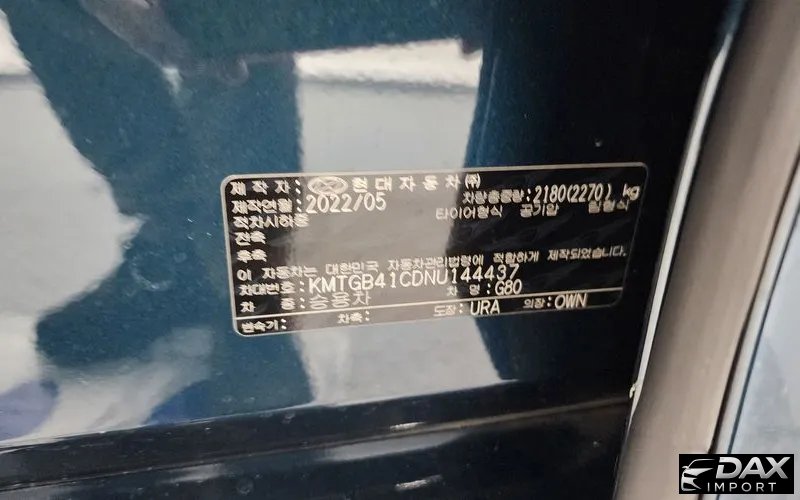 제 작 자 : 현대자동차㈜
제작연월: 2022/05 차량총중량: 2180(2270) kg
적차시하중 타이어형식 공기압 림형식
전축
후축
이 자동차는 대한민국 자동차관리법령에 적합하게 제작되었습니다.
차대번호: KMTGB41CDNU144437
차 종: 승용차 차 명: G80
변속기: 차축: 도장: URA 외장: OWN
DAX
IMPORT